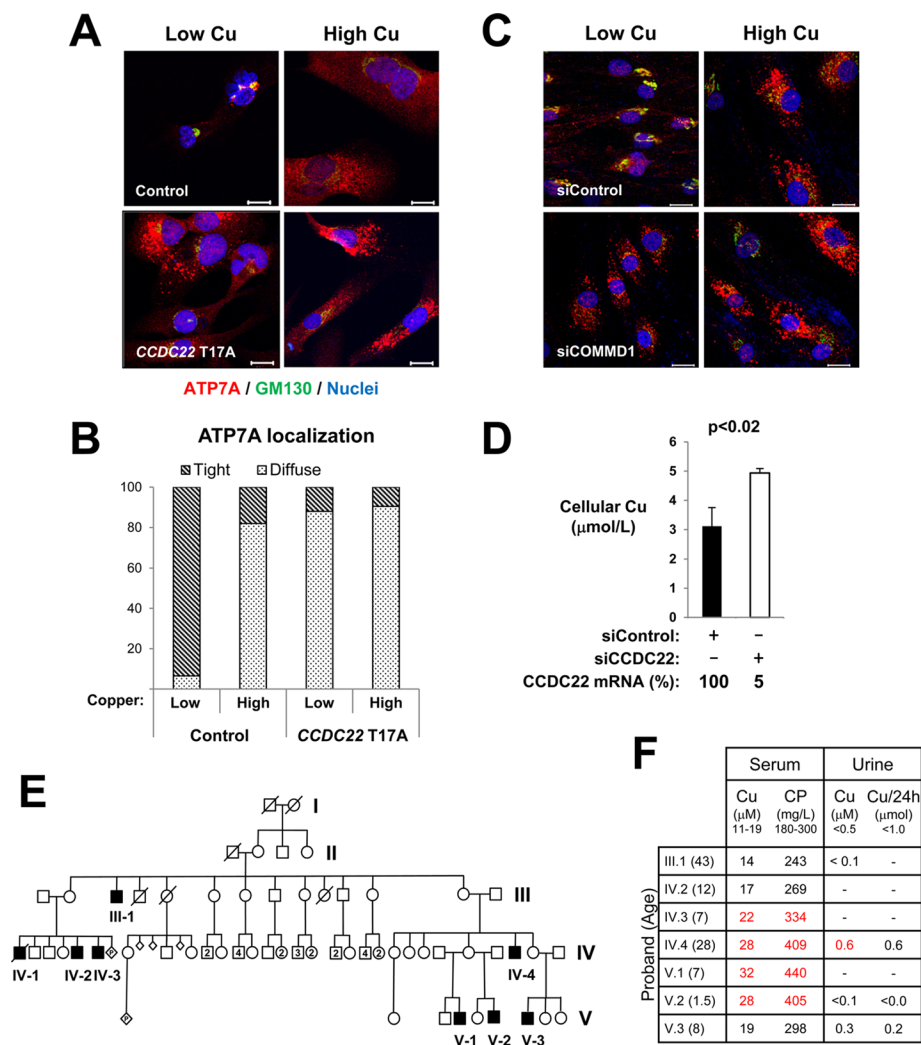 A
Low Cu
High Cu
Control
CCDC22 T17A
ATP7A / GM130 / Nuclei
B
ATP7A localization
Tight
Diffuse
100
80
60
40
20
Copper:
Low
High
Low
High
Control
CCDC22 T17A
C
Low Cu
High Cu
siControl
siCOMMD1
D
p<0.02
Cellular Cu
(μmol/L)
6
5
4
3
2
1
0
siControl: + –
siCCDC22: – +
CCDC22 mRNA (%): 100 5
E
I
II
III
III-1
P
2
4
2
3
2
2
2
4
2
IV
IV-1
IV-2
IV-3
IV-4
P
V
V-1
V-2
V-3
F
Serum
Urine
Cu
(μM)
11-19
CP
(mg/L)
180-300
Cu
(μM)
<0.5
Cu/24h
(μmol)
<1.0
Proband (Age)
III.1 (43) 14 243 < 0.1 -
IV.2 (12) 17 269 - -
IV.3 (7) 22 334 - -
IV.4 (28) 28 409 0.6 0.6
V.1 (7) 32 440 - -
V.2 (1.5) 28 405 <0.1 <0.0
V.3 (8) 19 298 0.3 0.2